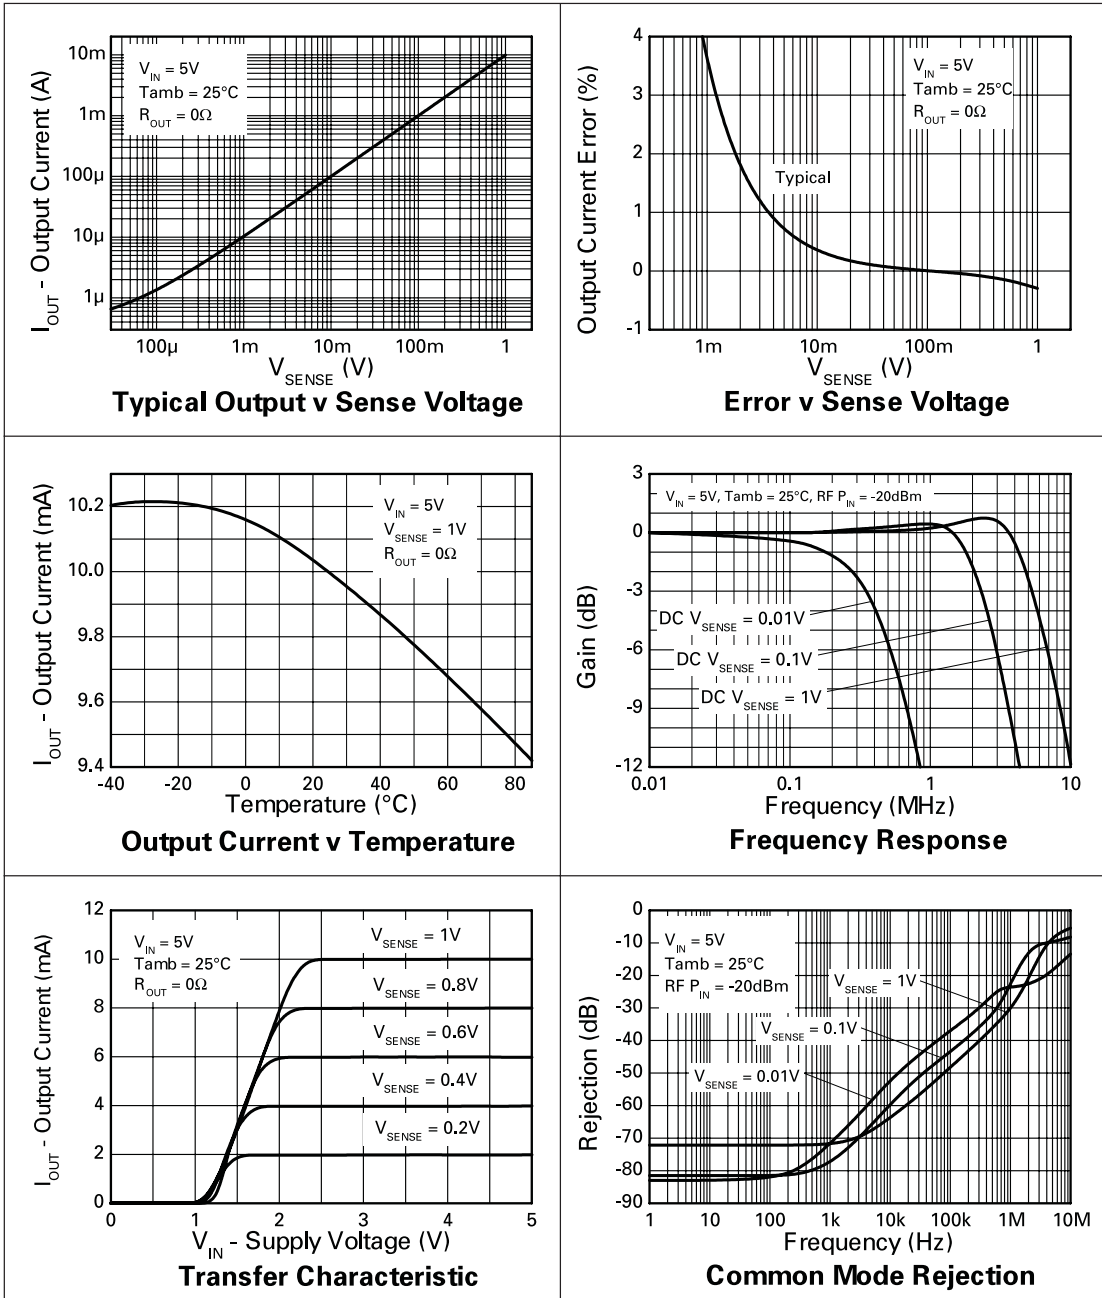 10m
1m
100µ
10µ
1µ
I_OUT - Output Current (A)
V_IN = 5V
Tamb = 25°C
R_OUT = 0Ω
100µ 1m 10m 100m 1
V_SENSE (V)
Typical Output v Sense Voltage
4
3
2
1
0
-1
Output Current Error (%)
V_IN = 5V
Tamb = 25°C
R_OUT = 0Ω
Typical
1m 10m 100m 1
V_SENSE (V)
Error v Sense Voltage
10.2
10.0
9.8
9.6
9.4
I_OUT - Output Current (mA)
V_IN = 5V
V_SENSE = 1V
R_OUT = 0Ω
-40 -20 0 20 40 60 80
Temperature (°C)
Output Current v Temperature
3
0
-3
-6
-9
-12
Gain (dB)
V_IN = 5V, Tamb = 25°C, RF P_IN = -20dBm
DC V_SENSE = 0.01V
DC V_SENSE = 0.1V
DC V_SENSE = 1V
0.01 0.1 1 10
Frequency (MHz)
Frequency Response
12
10
8
6
4
2
0
I_OUT - Output Current (mA)
V_IN = 5V
Tamb = 25°C
R_OUT = 0Ω
V_SENSE = 1V
V_SENSE = 0.8V
V_SENSE = 0.6V
V_SENSE = 0.4V
V_SENSE = 0.2V
0 1 2 3 4 5
V_IN - Supply Voltage (V)
Transfer Characteristic
0
-10
-20
-30
-40
-50
-60
-70
-80
-90
Rejection (dB)
V_IN = 5V
Tamb = 25°C
RF P_IN = -20dBm
V_SENSE = 1V
V_SENSE = 0.1V
V_SENSE = 0.01V
1 10 100 1k 10k 100k 1M 10M
Frequency (Hz)
Common Mode Rejection